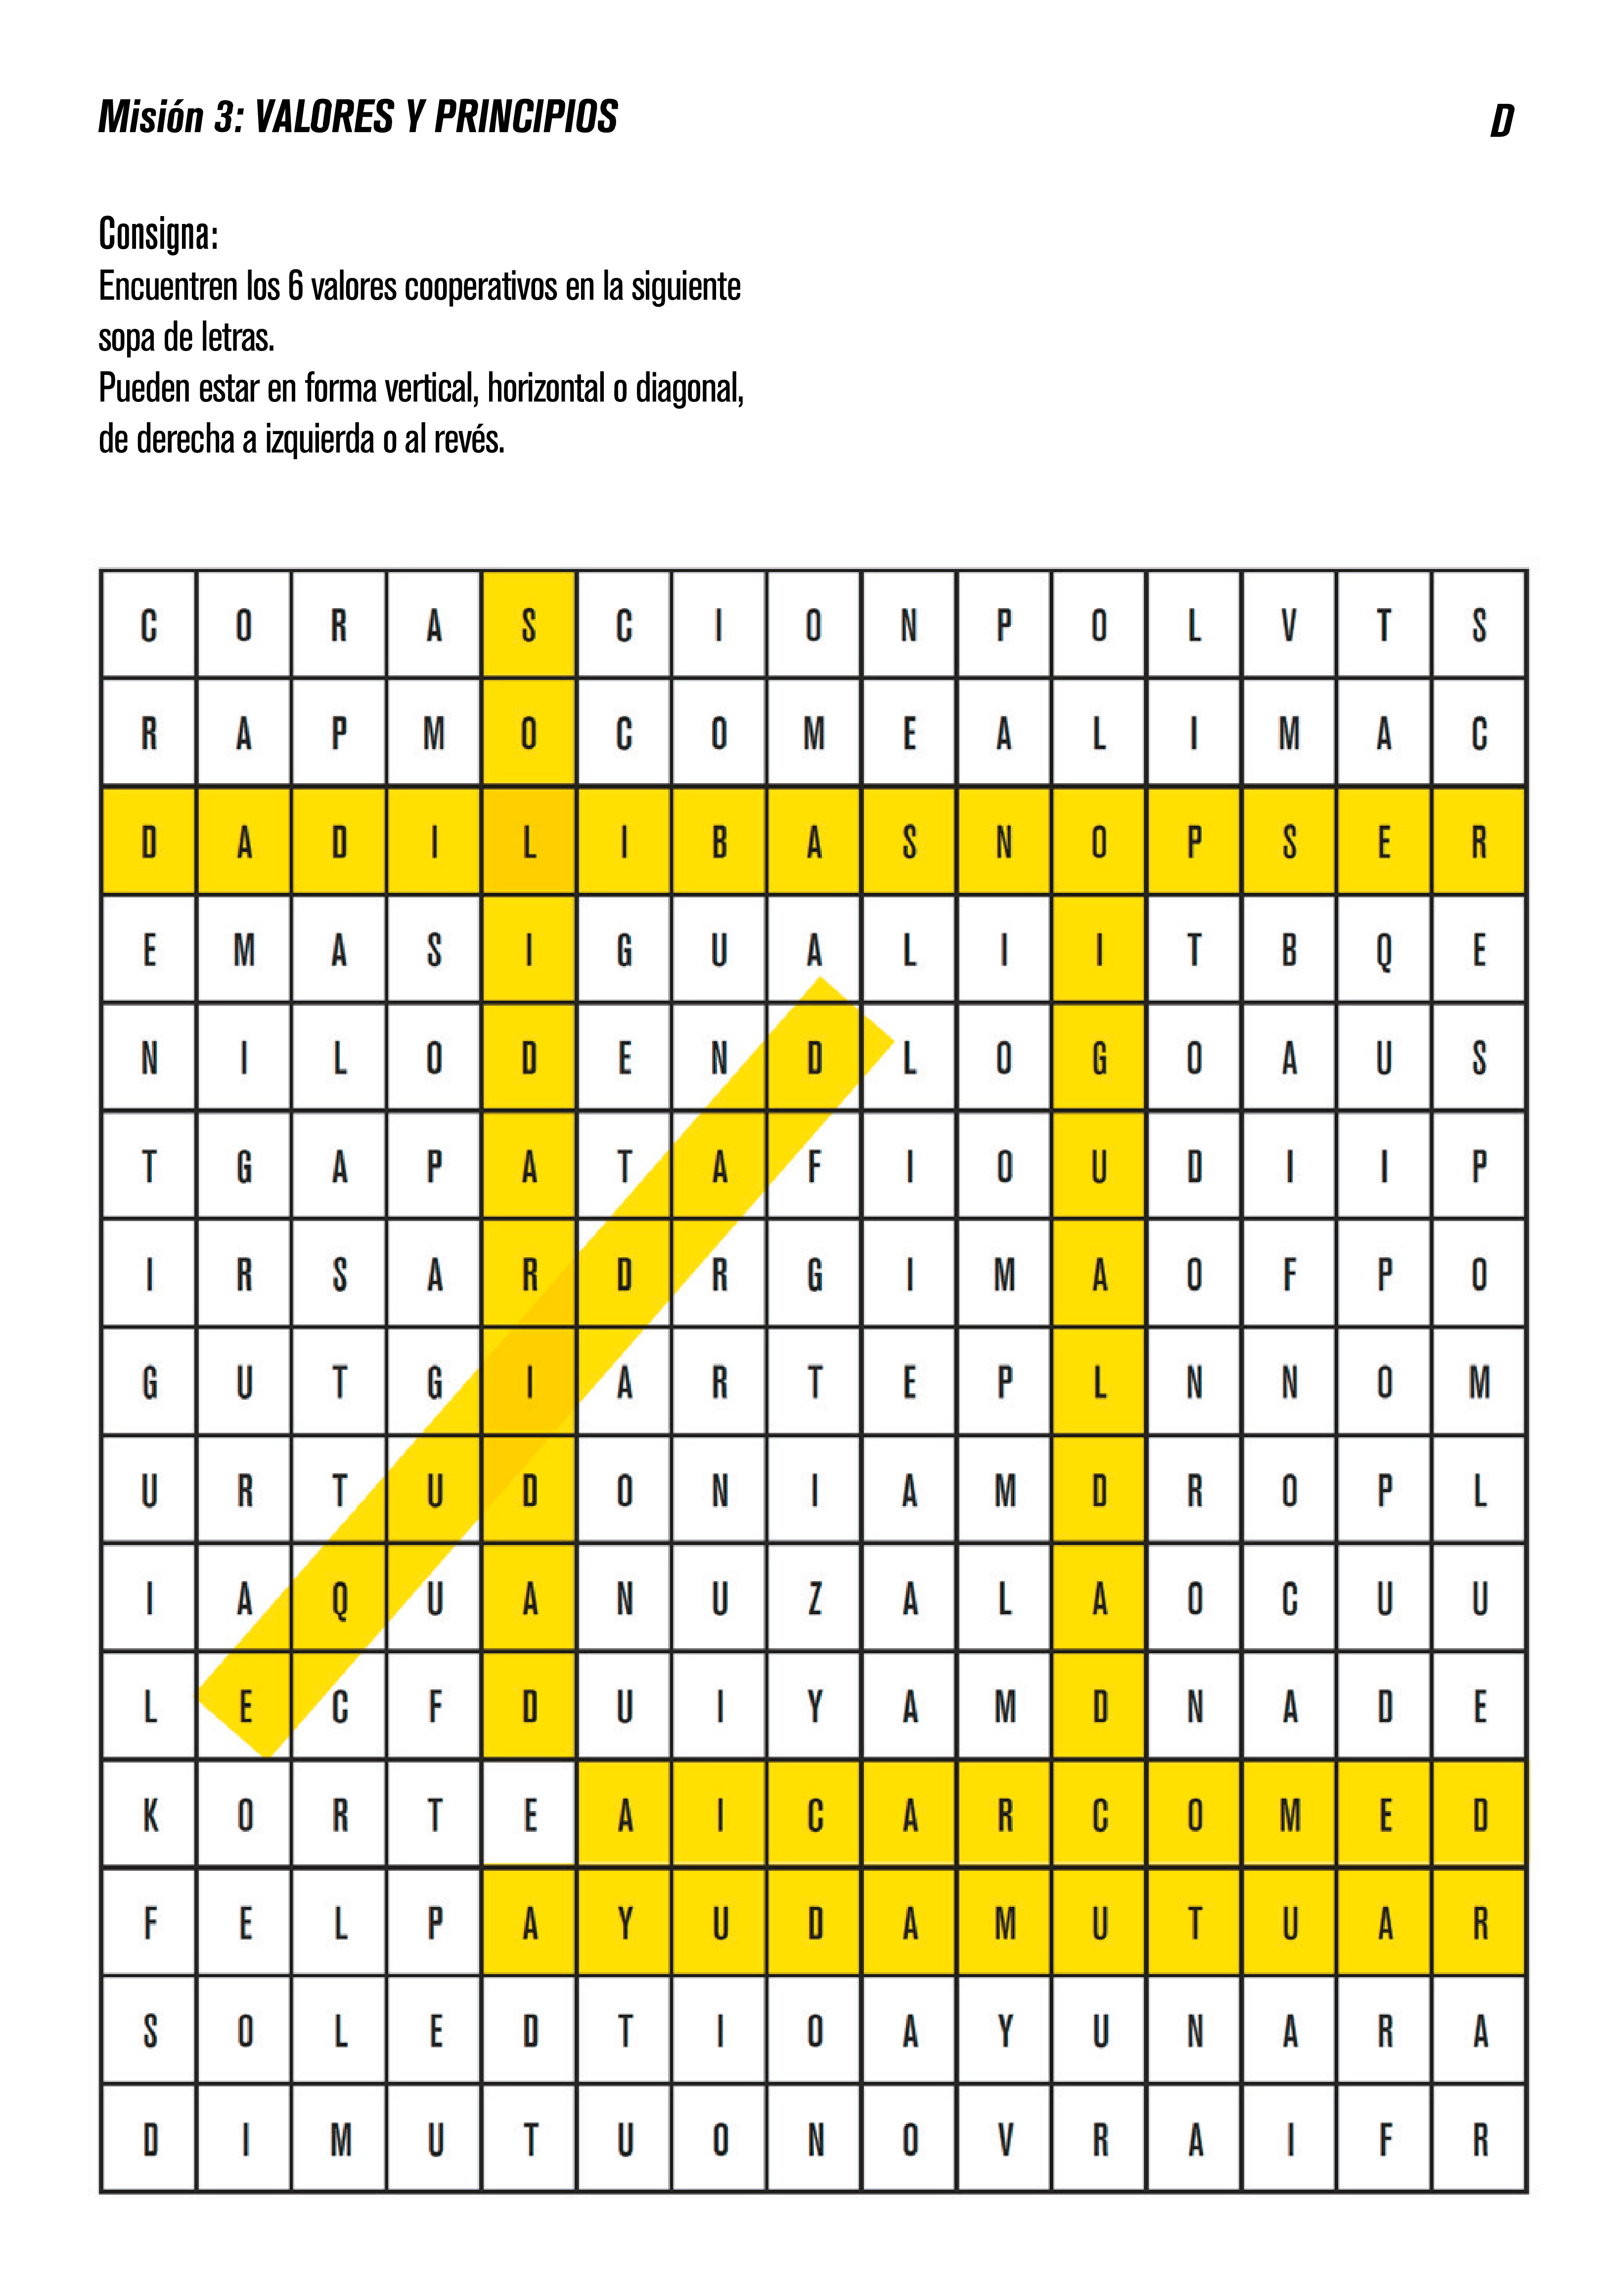 Misión 3: VALORES Y PRINCIPIOS
D
Consigna:
Encuentren los 6 valores cooperativos en la siguiente
sopa de letras.
Pueden estar en forma vertical, horizontal o diagonal,
de derecha a izquierda o al revés.
C O R A S C I O N P O L V T S
R A P M O C O M E A L I M A C
D A D I L I B A S N O P S E R
E M A S I G U A L I I T B Q E
N I L O D E N D L O G O A U S
T G A P A T A F I O U D I I P
I R S A R D R G I M A O F P O
G U T G I A R T E P L N N O M
U R T U D O N I A M D R O P L
I A Q U A N U Z A L A O C U U
L E C F D U I Y A M D N A D E
K O R T E A I C A R C O M E D
F E L P A Y U D A M U T U A R
S O L E D T I O A Y U N A R A
D I M U T U O N O V R A I F R